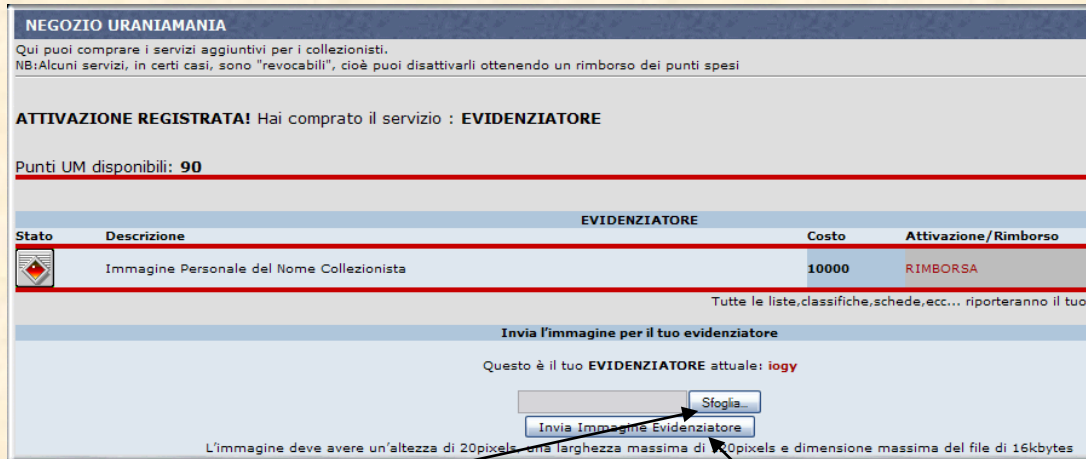 NEGOZIO URANIAMANIA
Qui puoi comprare i servizi aggiuntivi per i collezionisti.
NB:Alcuni servizi, in certi casi, sono "revocabili", cioè puoi disattivarli ottenendo un rimborso dei punti spesi
ATTIVAZIONE REGISTRATA! Hai comprato il servizio : EVIDENZIATORE
Punti UM disponibili: 90
EVIDENZIATORE
Stato Descrizione Costo Attivazione/Rimborso
Immagine Personale del Nome Collezionista 10000 RIMBORSA
Tutte le liste,classifiche,schede,ecc... riporteranno il tuo
Invia l'immagine per il tuo evidenziatore
Questo è il tuo EVIDENZIATORE attuale: iogy
Sfoglia...
Invia Immagine Evidenziatore
L'immagine deve avere un'altezza di 20pixels, una larghezza massima di e dimensione massima del file di 16kbytes